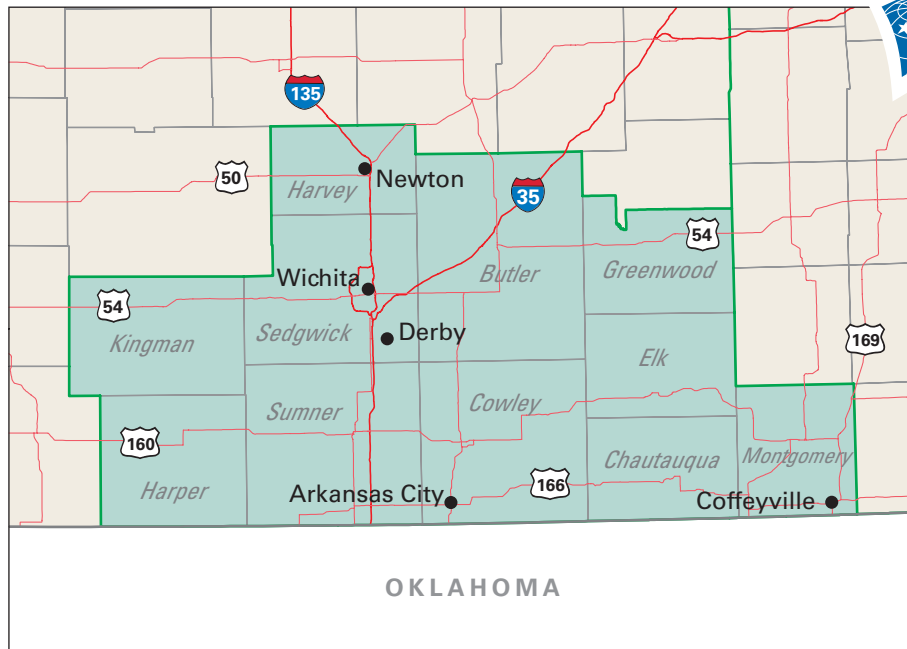 135
50
Newton
Harvey
35
54
Butler
Greenwood
Wichita
54
Sedgwick
Derby
Kingman
169
Elk
Sumner
Cowley
160
Chautauqua
Montgomery
Harper
166
Arkansas City
Coffeyville
OKLAHOMA